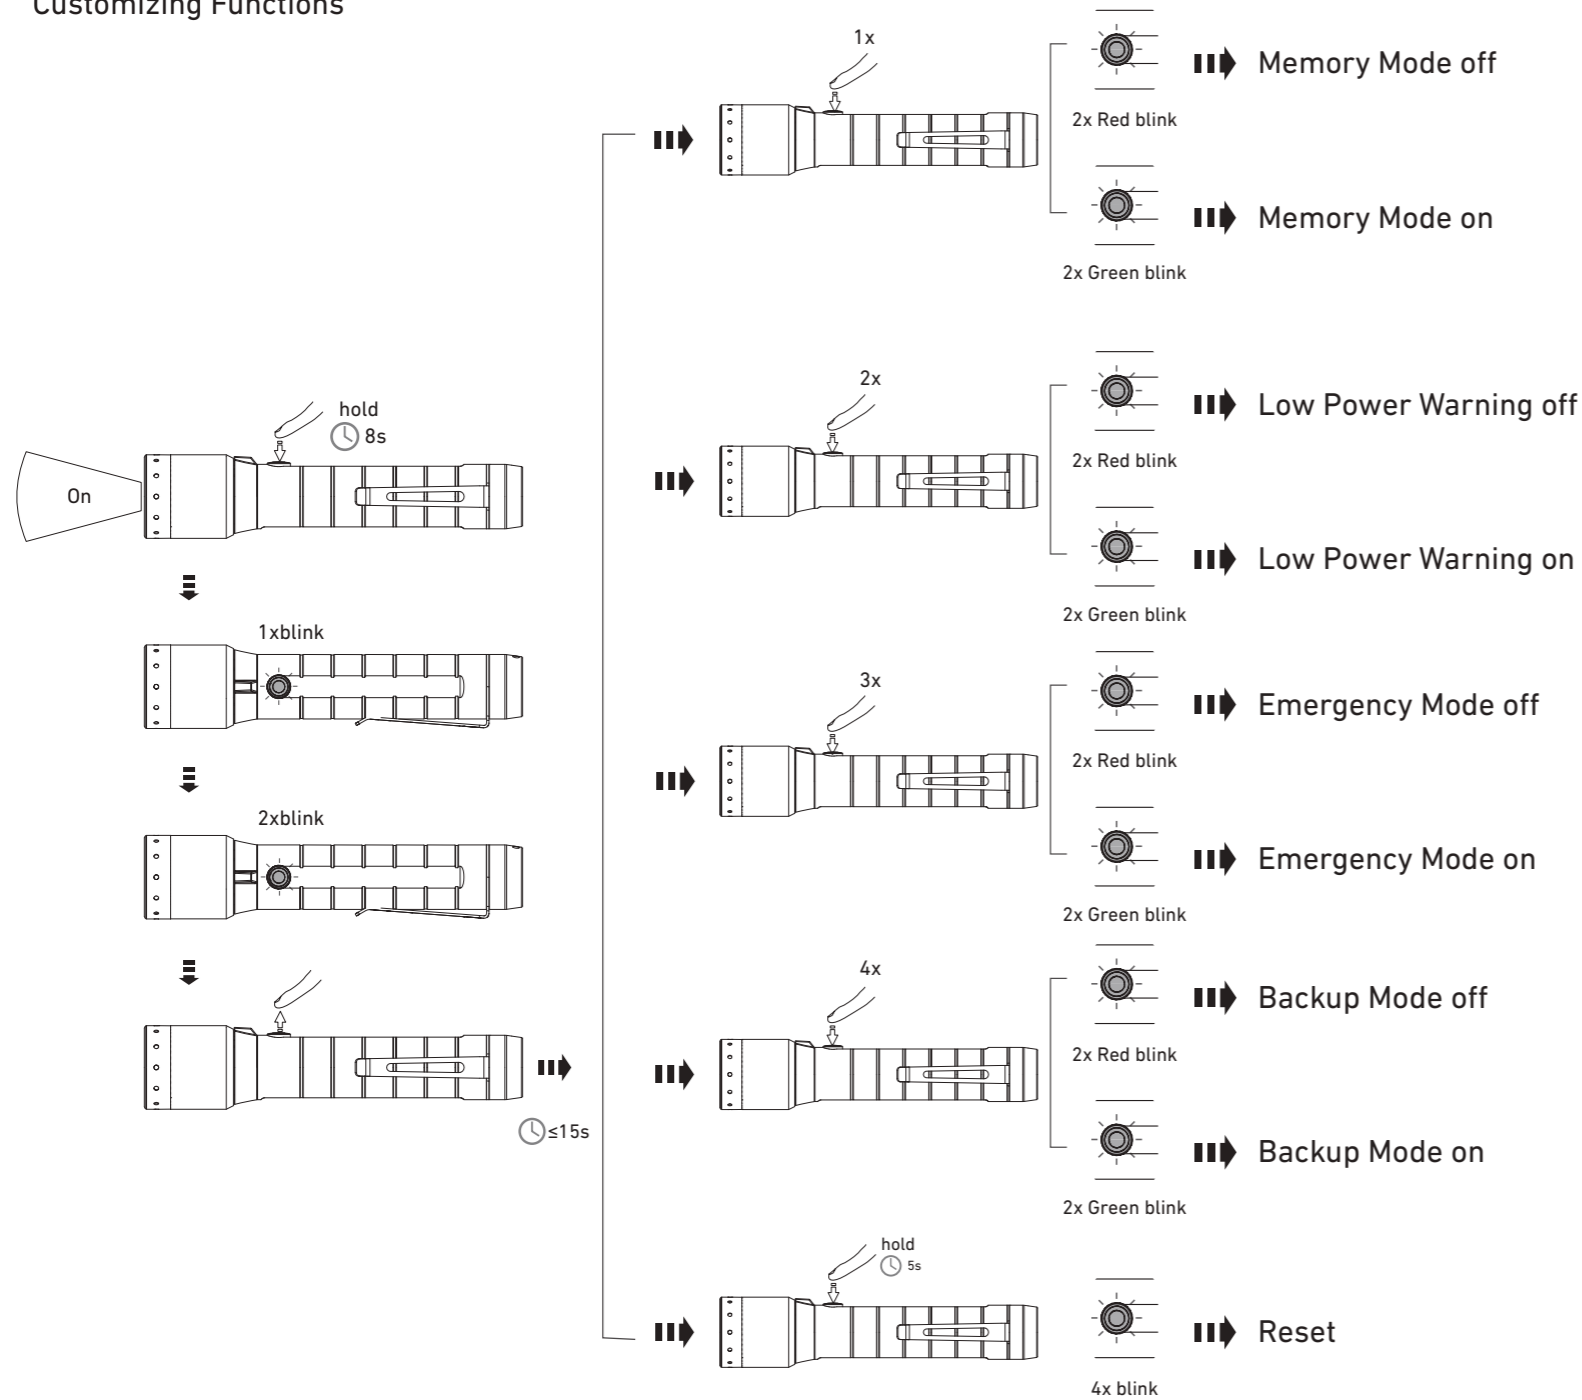 Customizing Functions
On
hold
8s
1xblink
2xblink
≤15s
1x
2x Red blink
Memory Mode off
2x Green blink
Memory Mode on
2x
2x Red blink
Low Power Warning off
2x Green blink
Low Power Warning on
3x
2x Red blink
Emergency Mode off
2x Green blink
Emergency Mode on
4x
2x Red blink
Backup Mode off
2x Green blink
Backup Mode on
hold
5s
4x blink
Reset